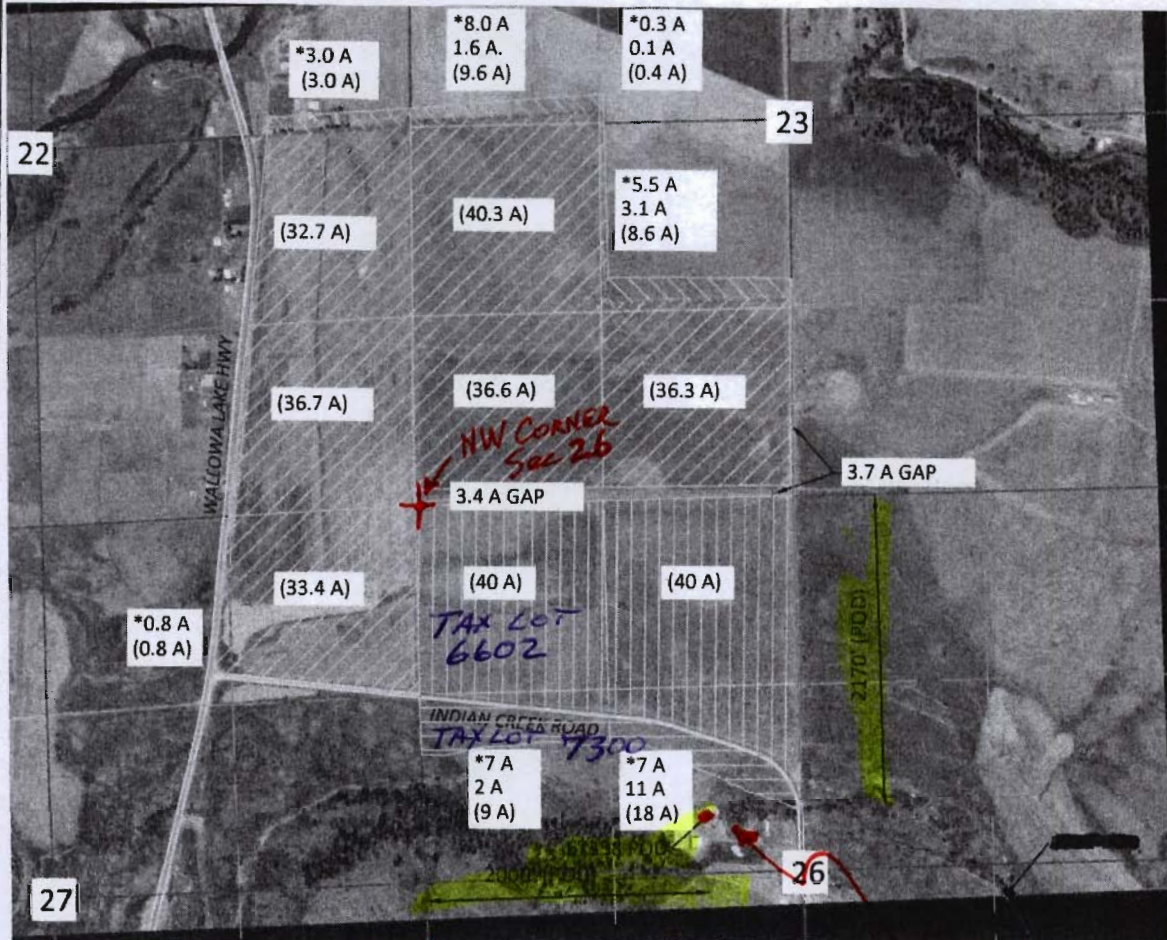 *8.0 A
1.6 A.
(9.6 A)
*0.3 A
0.1 A
(0.4 A)
*3.0 A
(3.0 A)
22
23
*5.5 A
3.1 A
(8.6 A)
(32.7 A)
(40.3 A)
WALLOWA LAKE HWY
(36.7 A)
(36.6 A)
(36.3 A)
NW CORNER
Sec 26
3.4 A GAP
3.7 A GAP
(33.4 A)
(40 A)
(40 A)
*0.8 A
(0.8 A)
TAX LOT
6602
2170' (POD)
INDIAN CREEK ROAD
TAX LOT 7300
*7 A
2 A
(9 A)
*7 A
11 A
(18 A)
27
26